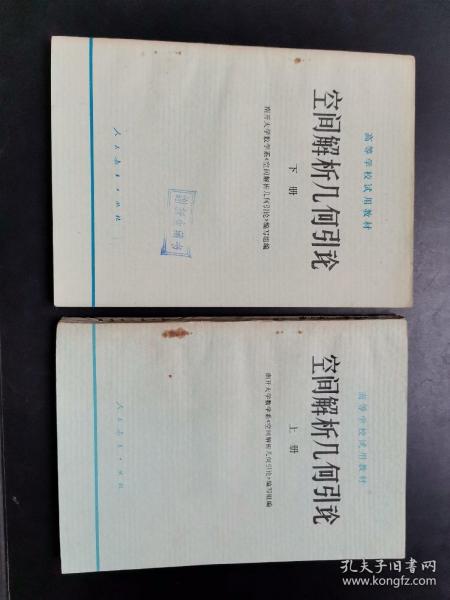 高等学校试用教材
空间解析几何引论
下册
南开大学数学系《空间解析几何引论》编写组编
人民教育出版社
高等学校试用教材
空间解析几何引论
上册
南开大学数学系《空间解析几何引论》编写组编
人民教育出版社
孔夫子旧书网
www.kongfz.com